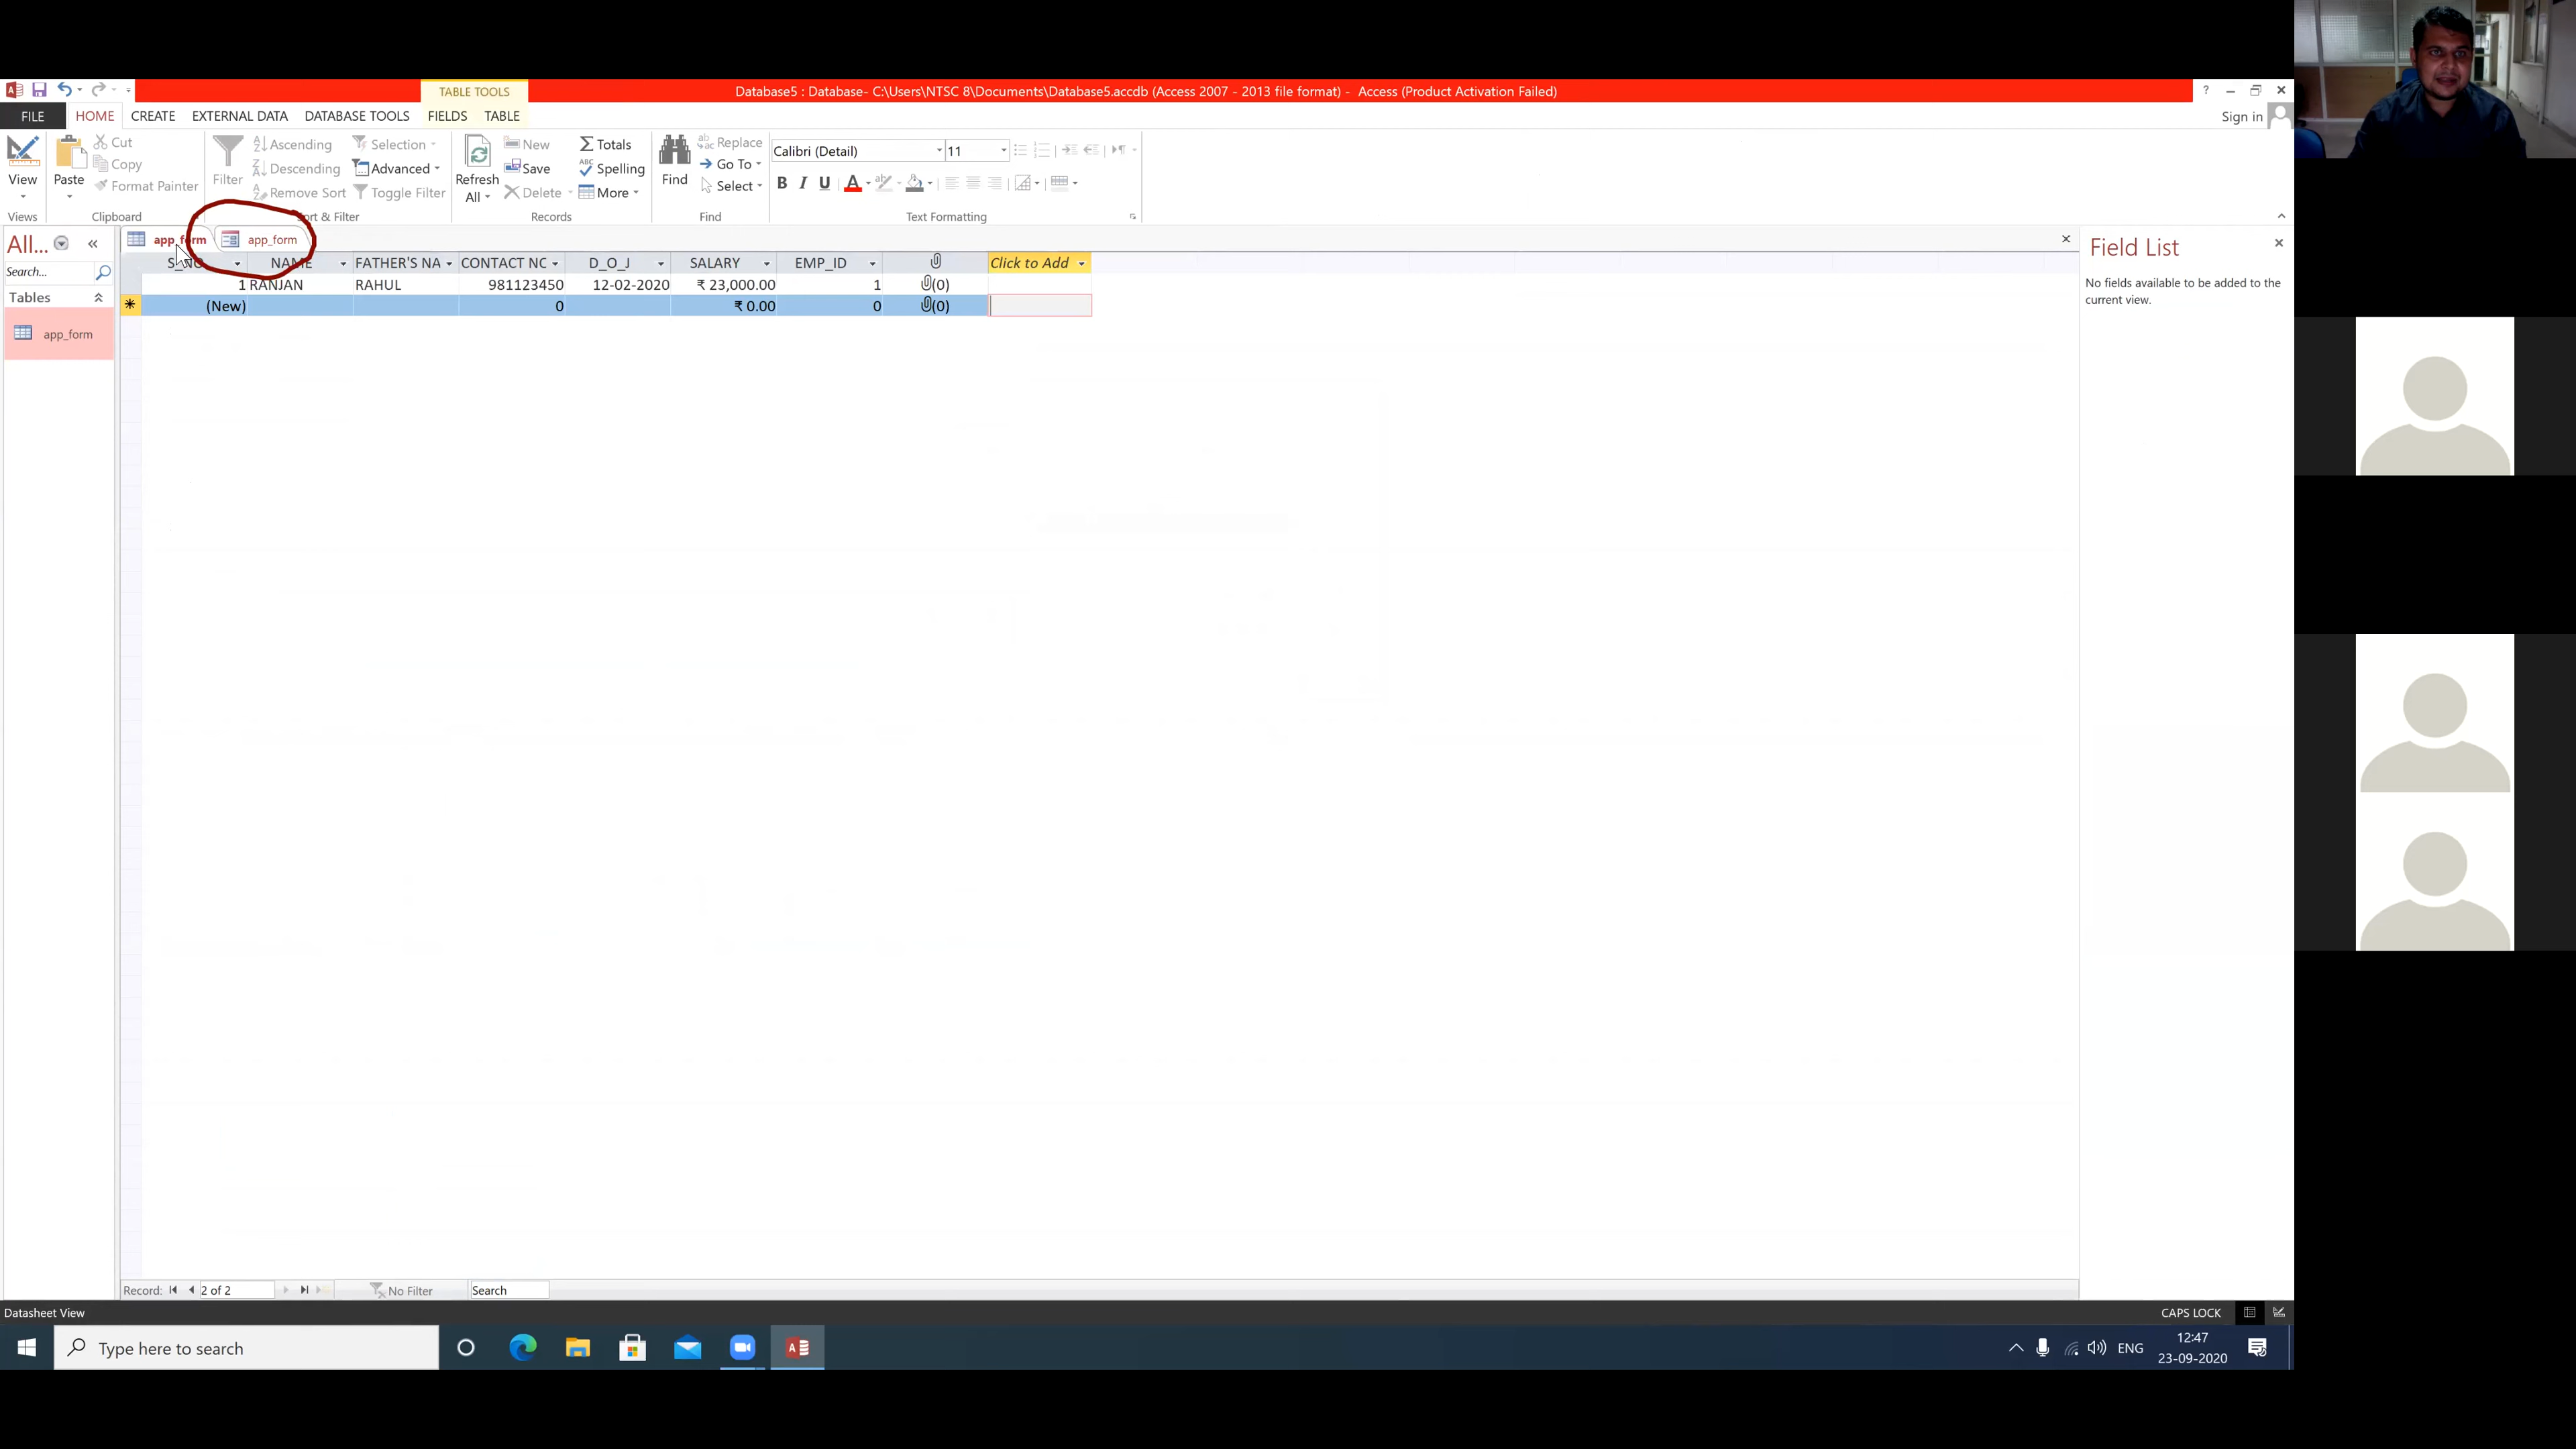 TABLE TOOLS
Database5 : Database- C:\Users\NTSC 8\Documents\Database5.accdb (Access 2007 - 2013 file format) - Access (Product Activation Failed)
?
FILE HOME CREATE EXTERNAL DATA DATABASE TOOLS FIELDS TABLE Sign in
View
Views
Paste Cut
Copy
Format Painter
Clipboard
Filter Ascending Selection
Descending Advanced
Remove Sort Toggle Filter
ort & Filter
Refresh All New Totals
Save Spelling
Delete More
Records
Find Replace
Go To
Select
Find
Calibri (Detail) 11
B I U A
Text Formatting
All... «
Search...
Tables
app_form
app_form app_form
S_NO NAME FATHER'S NA CONTACT NC D_O_J SALARY EMP_ID Click to Add
1 RANJAN RAHUL 981123450 12-02-2020 ₹ 23,000.00 1 (0)
* (New) 0 ₹ 0.00 0 (0)
Field List
No fields available to be added to the
current view.
Record: 2 of 2 No Filter Search
Datasheet View CAPS LOCK
Type here to search
ENG 12:47
23-09-2020